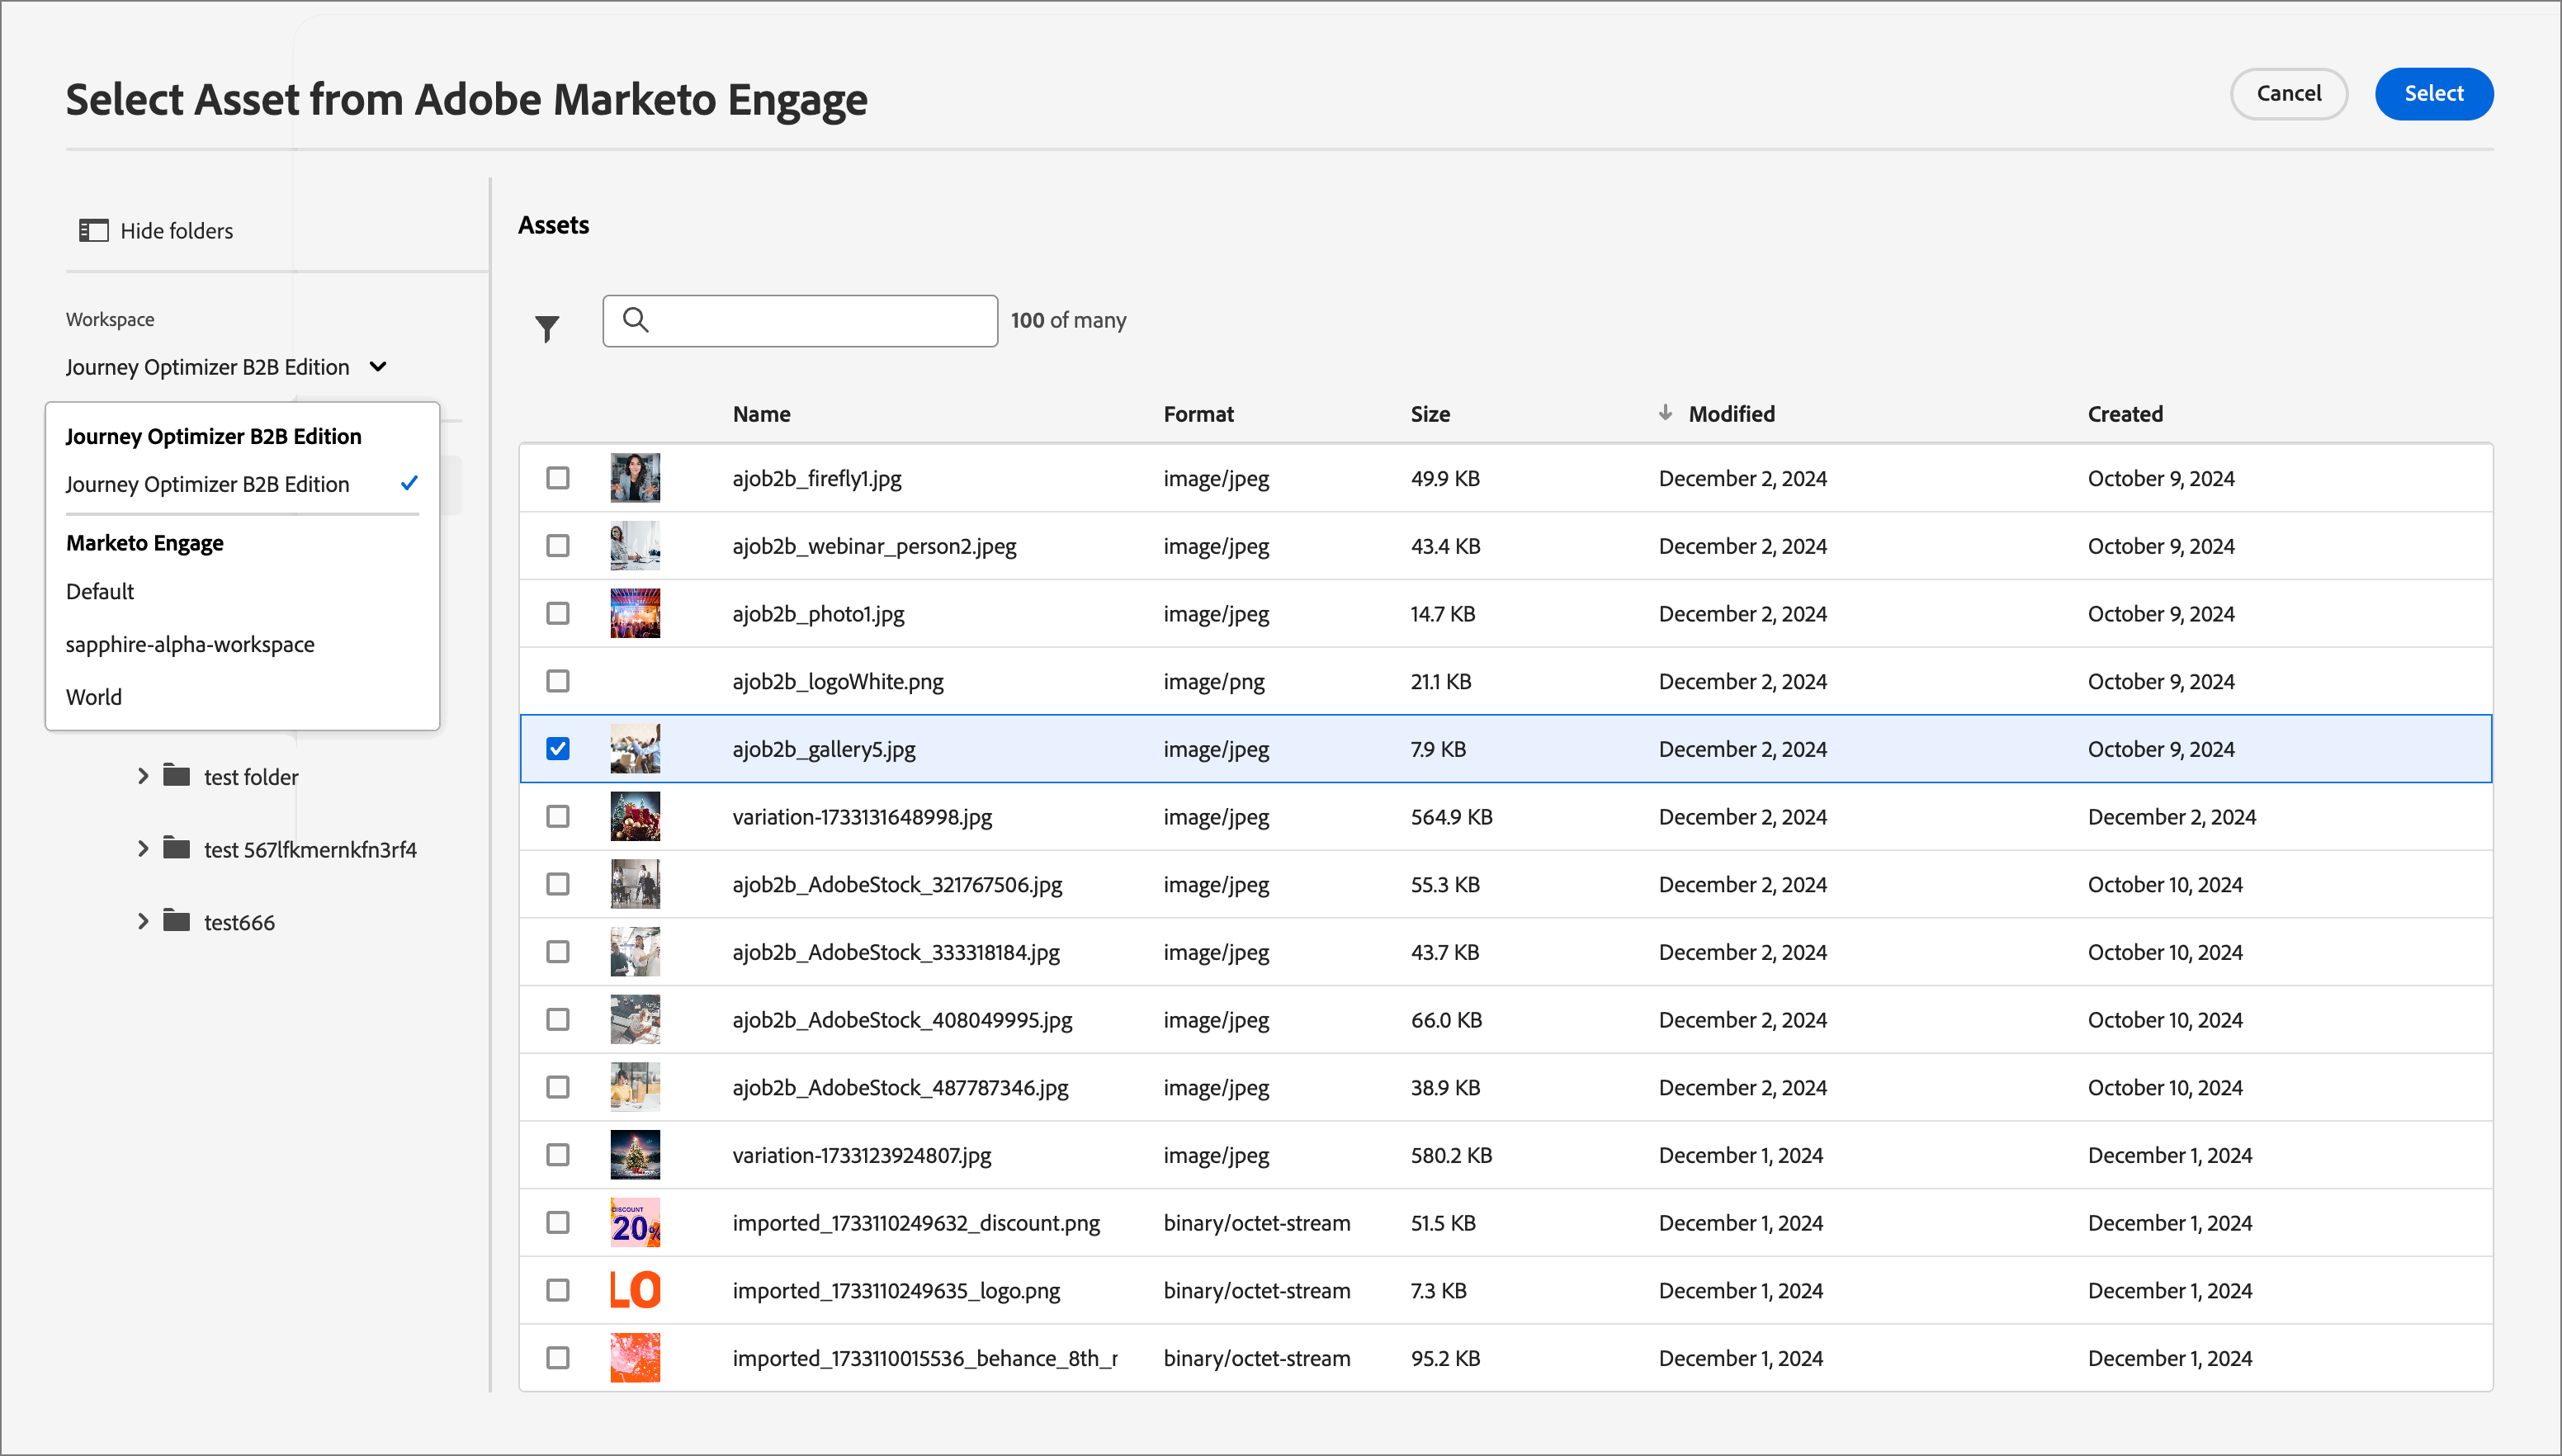 Select Asset from Adobe Marketo Engage
Cancel
Select
Hide folders
Workspace
Journey Optimizer B2B Edition
Journey Optimizer B2B Edition
Journey Optimizer B2B Edition
Marketo Engage
Default
sapphire-alpha-workspace
World
test folder
test 567lfkmernkfn3rf4
test666
Assets
100 of many
Name Format Size Modified Created
ajob2b_firefly1.jpg image/jpeg 49.9 KB December 2, 2024 October 9, 2024
ajob2b_webinar_person2.jpeg image/jpeg 43.4 KB December 2, 2024 October 9, 2024
ajob2b_photo1.jpg image/jpeg 14.7 KB December 2, 2024 October 9, 2024
ajob2b_logoWhite.png image/png 21.1 KB December 2, 2024 October 9, 2024
ajob2b_gallery5.jpg image/jpeg 7.9 KB December 2, 2024 October 9, 2024
variation-1733131648998.jpg image/jpeg 564.9 KB December 2, 2024 December 2, 2024
ajob2b_AdobeStock_321767506.jpg image/jpeg 55.3 KB December 2, 2024 October 10, 2024
ajob2b_AdobeStock_333318184.jpg image/jpeg 43.7 KB December 2, 2024 October 10, 2024
ajob2b_AdobeStock_408049995.jpg image/jpeg 66.0 KB December 2, 2024 October 10, 2024
ajob2b_AdobeStock_487787346.jpg image/jpeg 38.9 KB December 2, 2024 October 10, 2024
variation-1733123924807.jpg image/jpeg 580.2 KB December 1, 2024 December 1, 2024
DISCOUNT
20%
imported_1733110249632_discount.png binary/octet-stream 51.5 KB December 1, 2024 December 1, 2024
LO imported_1733110249635_logo.png binary/octet-stream 7.3 KB December 1, 2024 December 1, 2024
imported_1733110015536_behance_8th_r binary/octet-stream 95.2 KB December 1, 2024 December 1, 2024